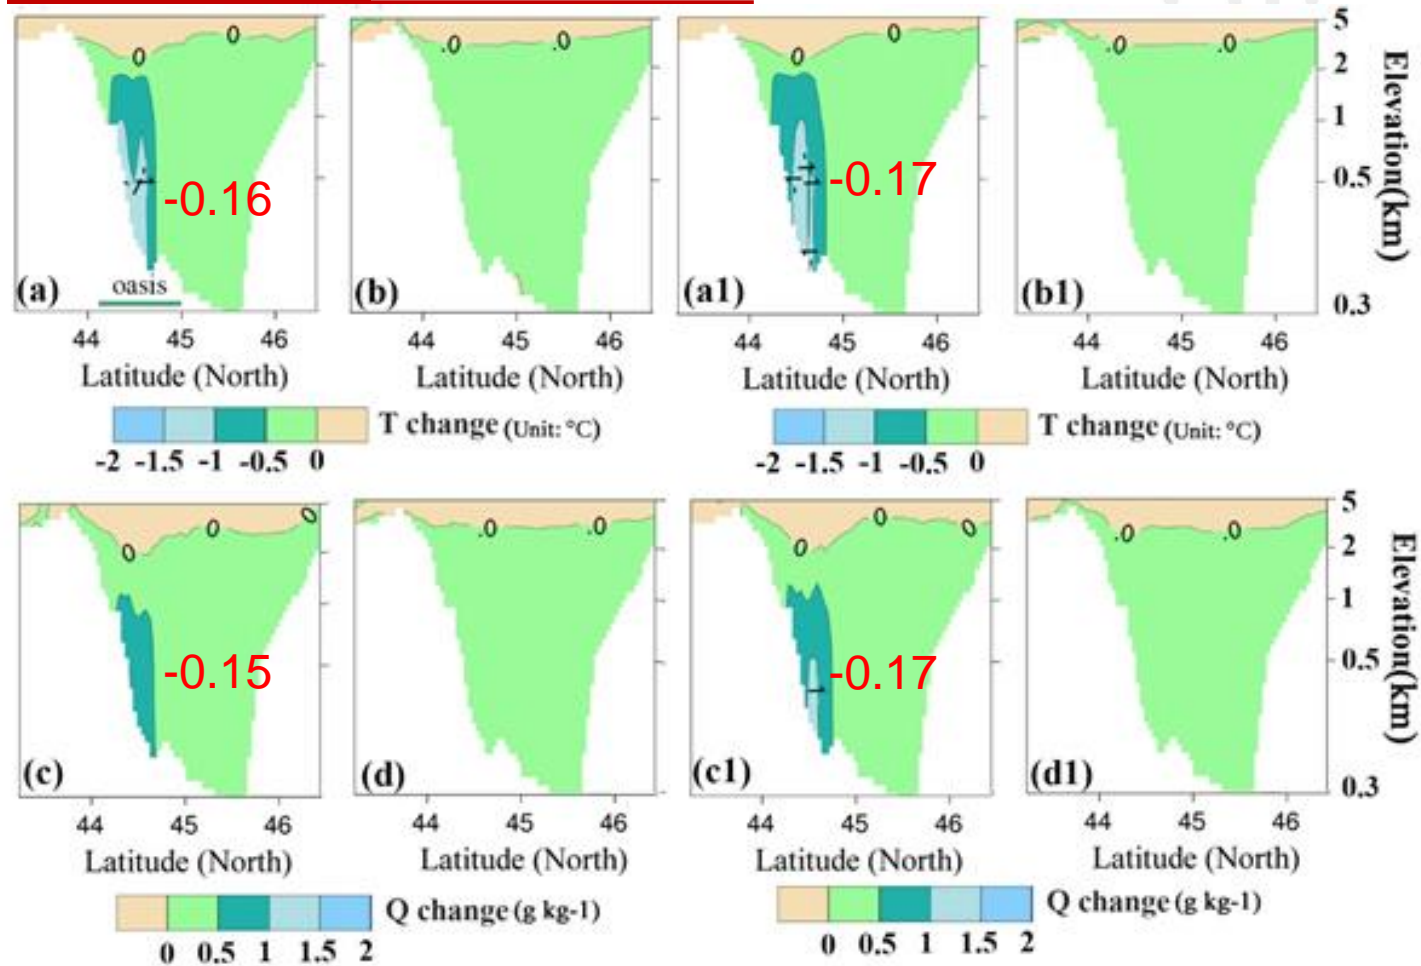 0 0 .0 .0 0 0 .0 .0 5
2
1
0.5
-0.16 -0.17
(a) oasis (b) (a1) (b1) 0.3
Elevation(km)
44 45 46 44 45 46 44 45 46 44 45 46
Latitude (North) Latitude (North) Latitude (North) Latitude (North)
T change (Unit: °C) T change (Unit: °C)
-2 -1.5 -1 -0.5 0 -2 -1.5 -1 -0.5 0
0 0 0 .0 .0 0 0 0 .0 .0 5
2
1
0.5
-0.15 -0.17
(c) (d) (c1) (d1) 0.3
Elevation(km)
44 45 46 44 45 46 44 45 46 44 45 46
Latitude (North) Latitude (North) Latitude (North) Latitude (North)
Q change (g kg-1) Q change (g kg-1)
0 0.5 1 1.5 2 0 0.5 1 1.5 2